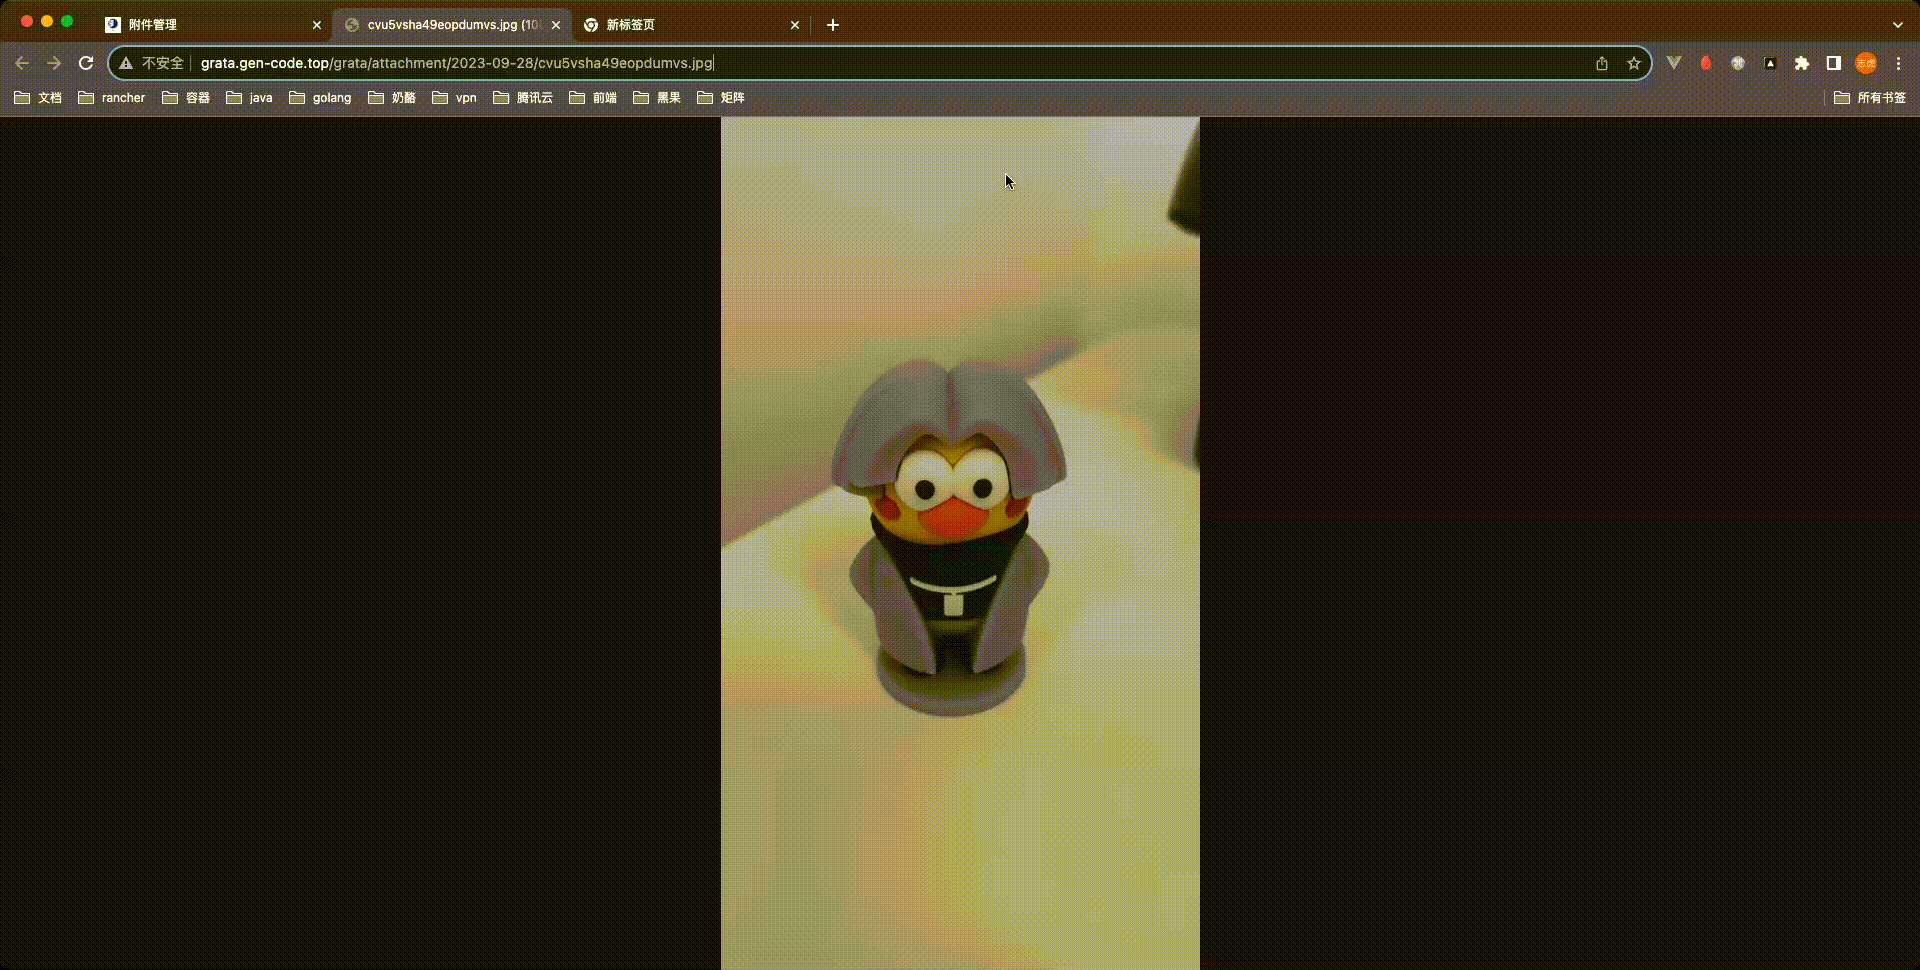 附件管理
cvu5vsha49eopdumvs.jpg (10
新标签页
不安全
grata.gen-code.top/grata/attachment/2023-09-28/cvu5vsha49eopdumvs.jpg
志虎
文档
rancher
容器
java
golang
奶酪
vpn
腾讯云
前端
黑果
矩阵
所有书签